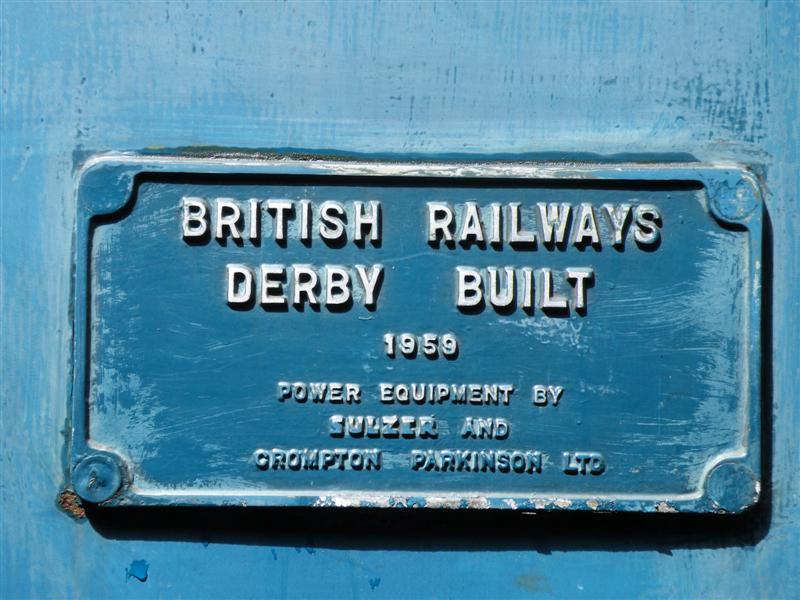 BRITISH RAILWAYS
DERBY BUILT
1959
POWER EQUIPMENT BY
SULZER AND
CROMPTON PARKINSON LTD